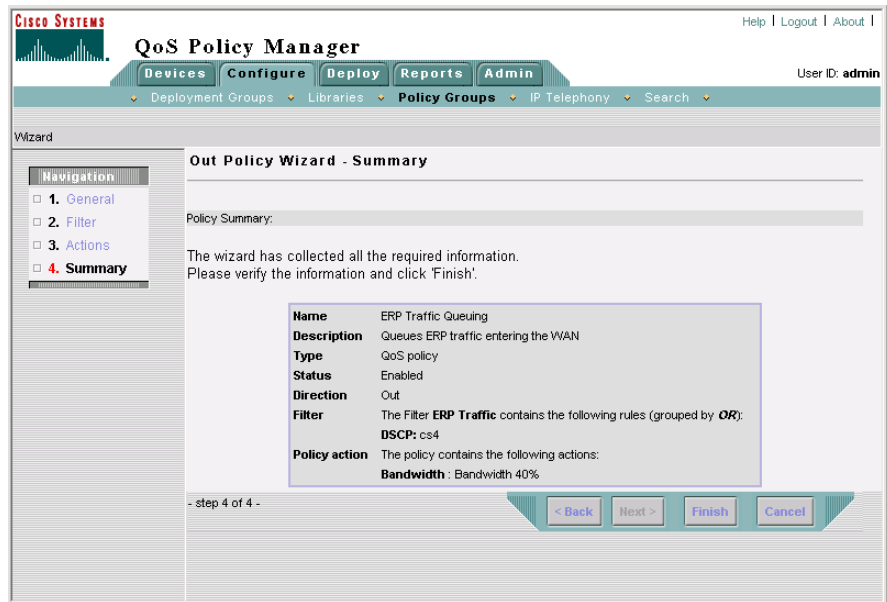 CISCO SYSTEMS
Help | Logout | About |
QoS Policy Manager
Devices Configure Deploy Reports Admin
User ID: admin
Deployment Groups Libraries Policy Groups IP Telephony Search
Wizard
Navigation
1. General
2. Filter
3. Actions
4. Summary
Out Policy Wizard - Summary
Policy Summary:
The wizard has collected all the required information.
Please verify the information and click 'Finish'.
Name ERP Traffic Queuing
Description Queues ERP traffic entering the WAN
Type QoS policy
Status Enabled
Direction Out
Filter The Filter ERP Traffic contains the following rules (grouped by OR):
DSCP: cs4
Policy action The policy contains the following actions:
Bandwidth : Bandwidth 40%
- step 4 of 4 -
< Back Next > Finish Cancel